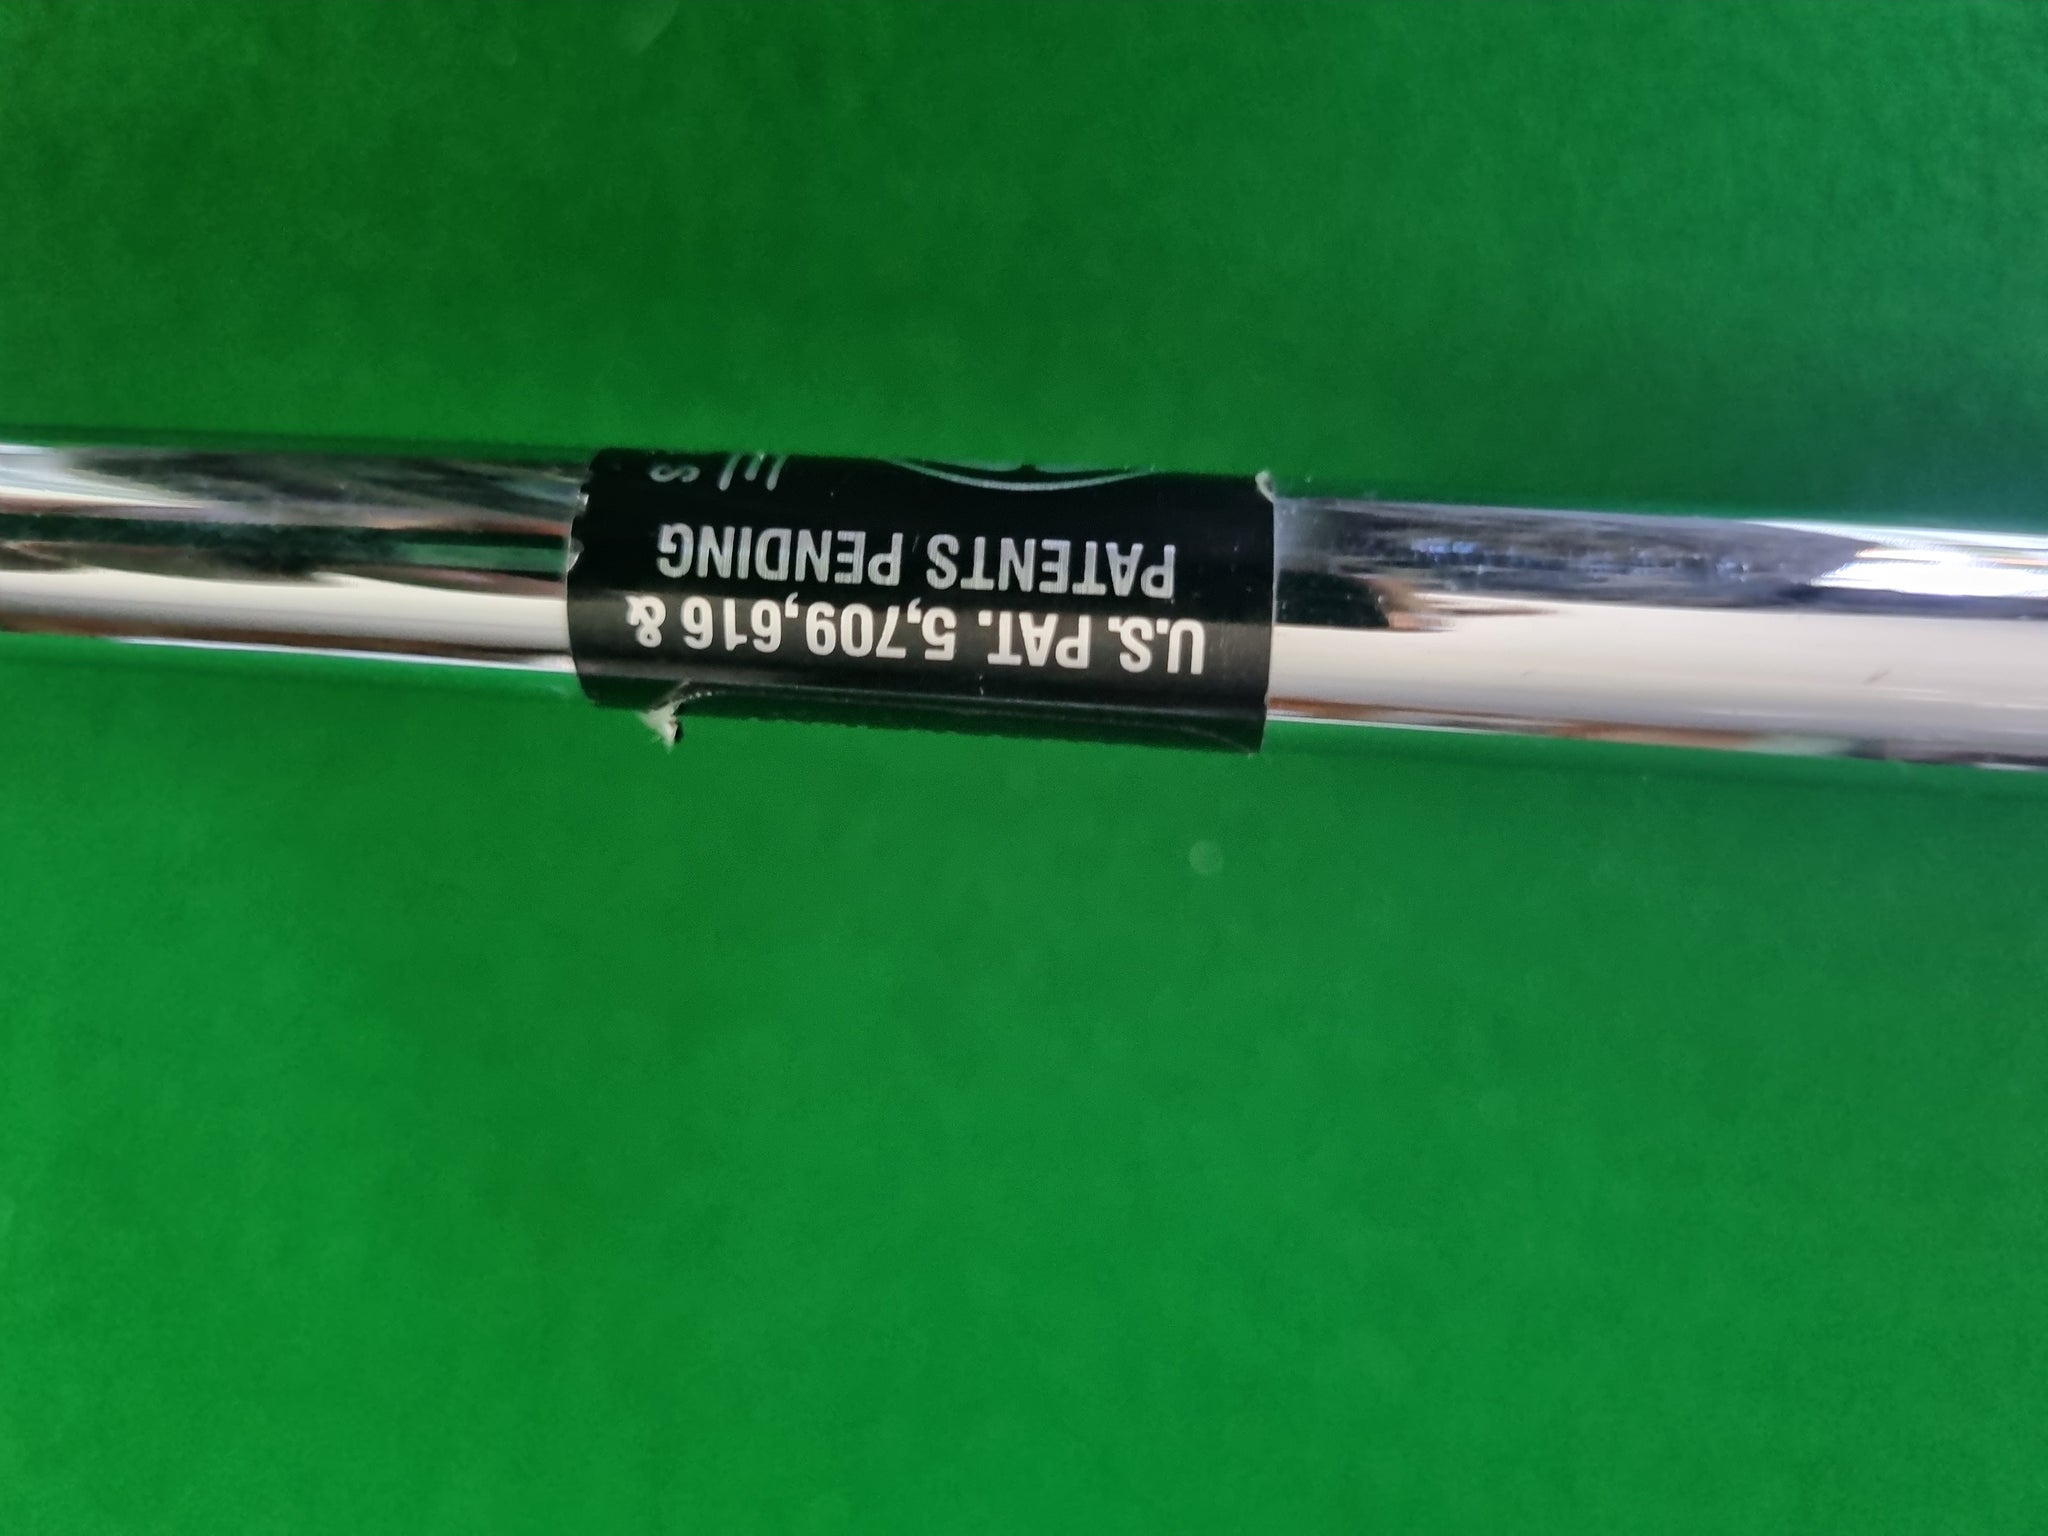 U.S. PAT. 5,709,616 &
PATENTS PENDING